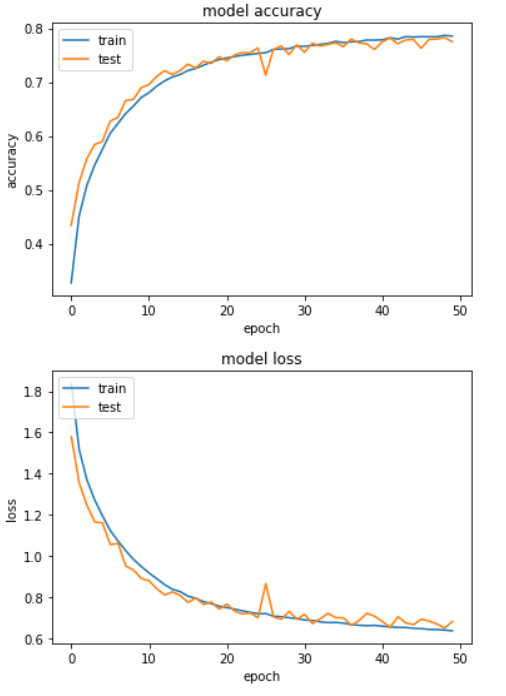 model accuracy
0.8
0.7
0.6
0.5
0.4
accuracy
train
test
0 10 20 30 40 50
epoch
model loss
1.8
1.6
1.4
1.2
1.0
0.8
0.6
loss
train
test
0 10 20 30 40 50
epoch